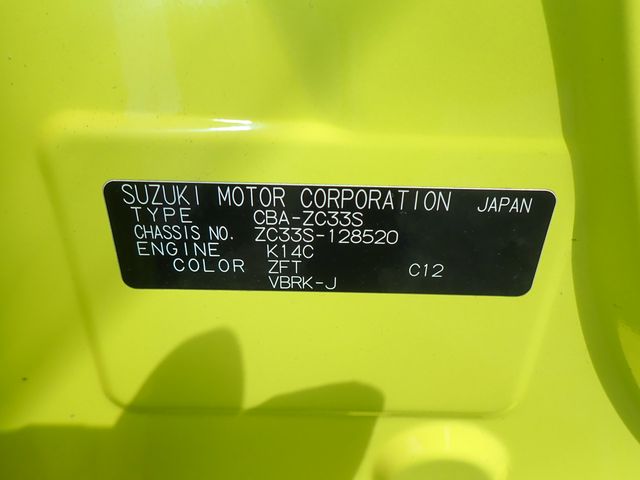 SUZUKI MOTOR CORPORATION JAPAN
TYPE CBA-ZC33S
CHASSIS NO. ZC33S-128520
ENGINE K14C
COLOR ZFT C12
VBRK-J